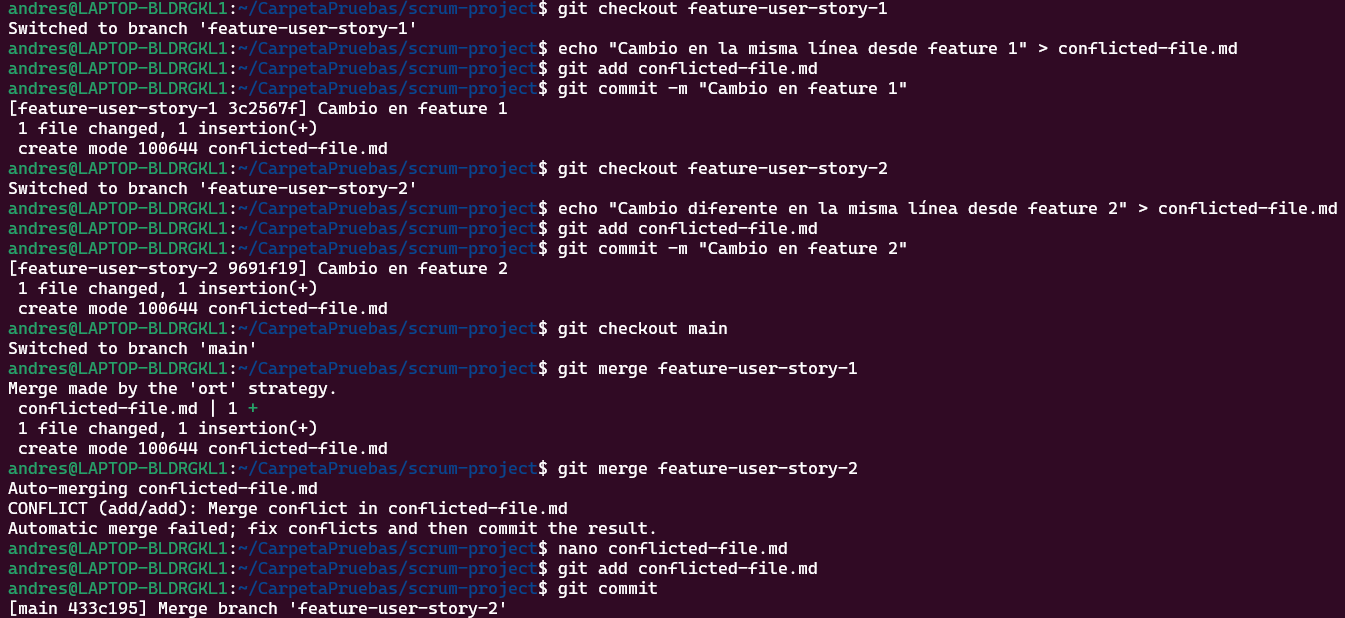 andres@LAPTOP-BLDRGKL1:~/CarpetaPruebas/scrum-project$ git checkout feature-user-story-1
Switched to branch 'feature-user-story-1'
andres@LAPTOP-BLDRGKL1:~/CarpetaPruebas/scrum-project$ echo "Cambio en la misma línea desde feature 1" > conflicted-file.md
andres@LAPTOP-BLDRGKL1:~/CarpetaPruebas/scrum-project$ git add conflicted-file.md
andres@LAPTOP-BLDRGKL1:~/CarpetaPruebas/scrum-project$ git commit -m "Cambio en feature 1"
[feature-user-story-1 3c2567f] Cambio en feature 1
 1 file changed, 1 insertion(+)
 create mode 100644 conflicted-file.md
andres@LAPTOP-BLDRGKL1:~/CarpetaPruebas/scrum-project$ git checkout feature-user-story-2
Switched to branch 'feature-user-story-2'
andres@LAPTOP-BLDRGKL1:~/CarpetaPruebas/scrum-project$ echo "Cambio diferente en la misma línea desde feature 2" > conflicted-file.md
andres@LAPTOP-BLDRGKL1:~/CarpetaPruebas/scrum-project$ git add conflicted-file.md
andres@LAPTOP-BLDRGKL1:~/CarpetaPruebas/scrum-project$ git commit -m "Cambio en feature 2"
[feature-user-story-2 9691f19] Cambio en feature 2
 1 file changed, 1 insertion(+)
 create mode 100644 conflicted-file.md
andres@LAPTOP-BLDRGKL1:~/CarpetaPruebas/scrum-project$ git checkout main
Switched to branch 'main'
andres@LAPTOP-BLDRGKL1:~/CarpetaPruebas/scrum-project$ git merge feature-user-story-1
Merge made by the 'ort' strategy.
 conflicted-file.md | 1 +
 1 file changed, 1 insertion(+)
 create mode 100644 conflicted-file.md
andres@LAPTOP-BLDRGKL1:~/CarpetaPruebas/scrum-project$ git merge feature-user-story-2
Auto-merging conflicted-file.md
CONFLICT (add/add): Merge conflict in conflicted-file.md
Automatic merge failed; fix conflicts and then commit the result.
andres@LAPTOP-BLDRGKL1:~/CarpetaPruebas/scrum-project$ nano conflicted-file.md
andres@LAPTOP-BLDRGKL1:~/CarpetaPruebas/scrum-project$ git add conflicted-file.md
andres@LAPTOP-BLDRGKL1:~/CarpetaPruebas/scrum-project$ git commit
[main 433c195] Merge branch 'feature-user-story-2'